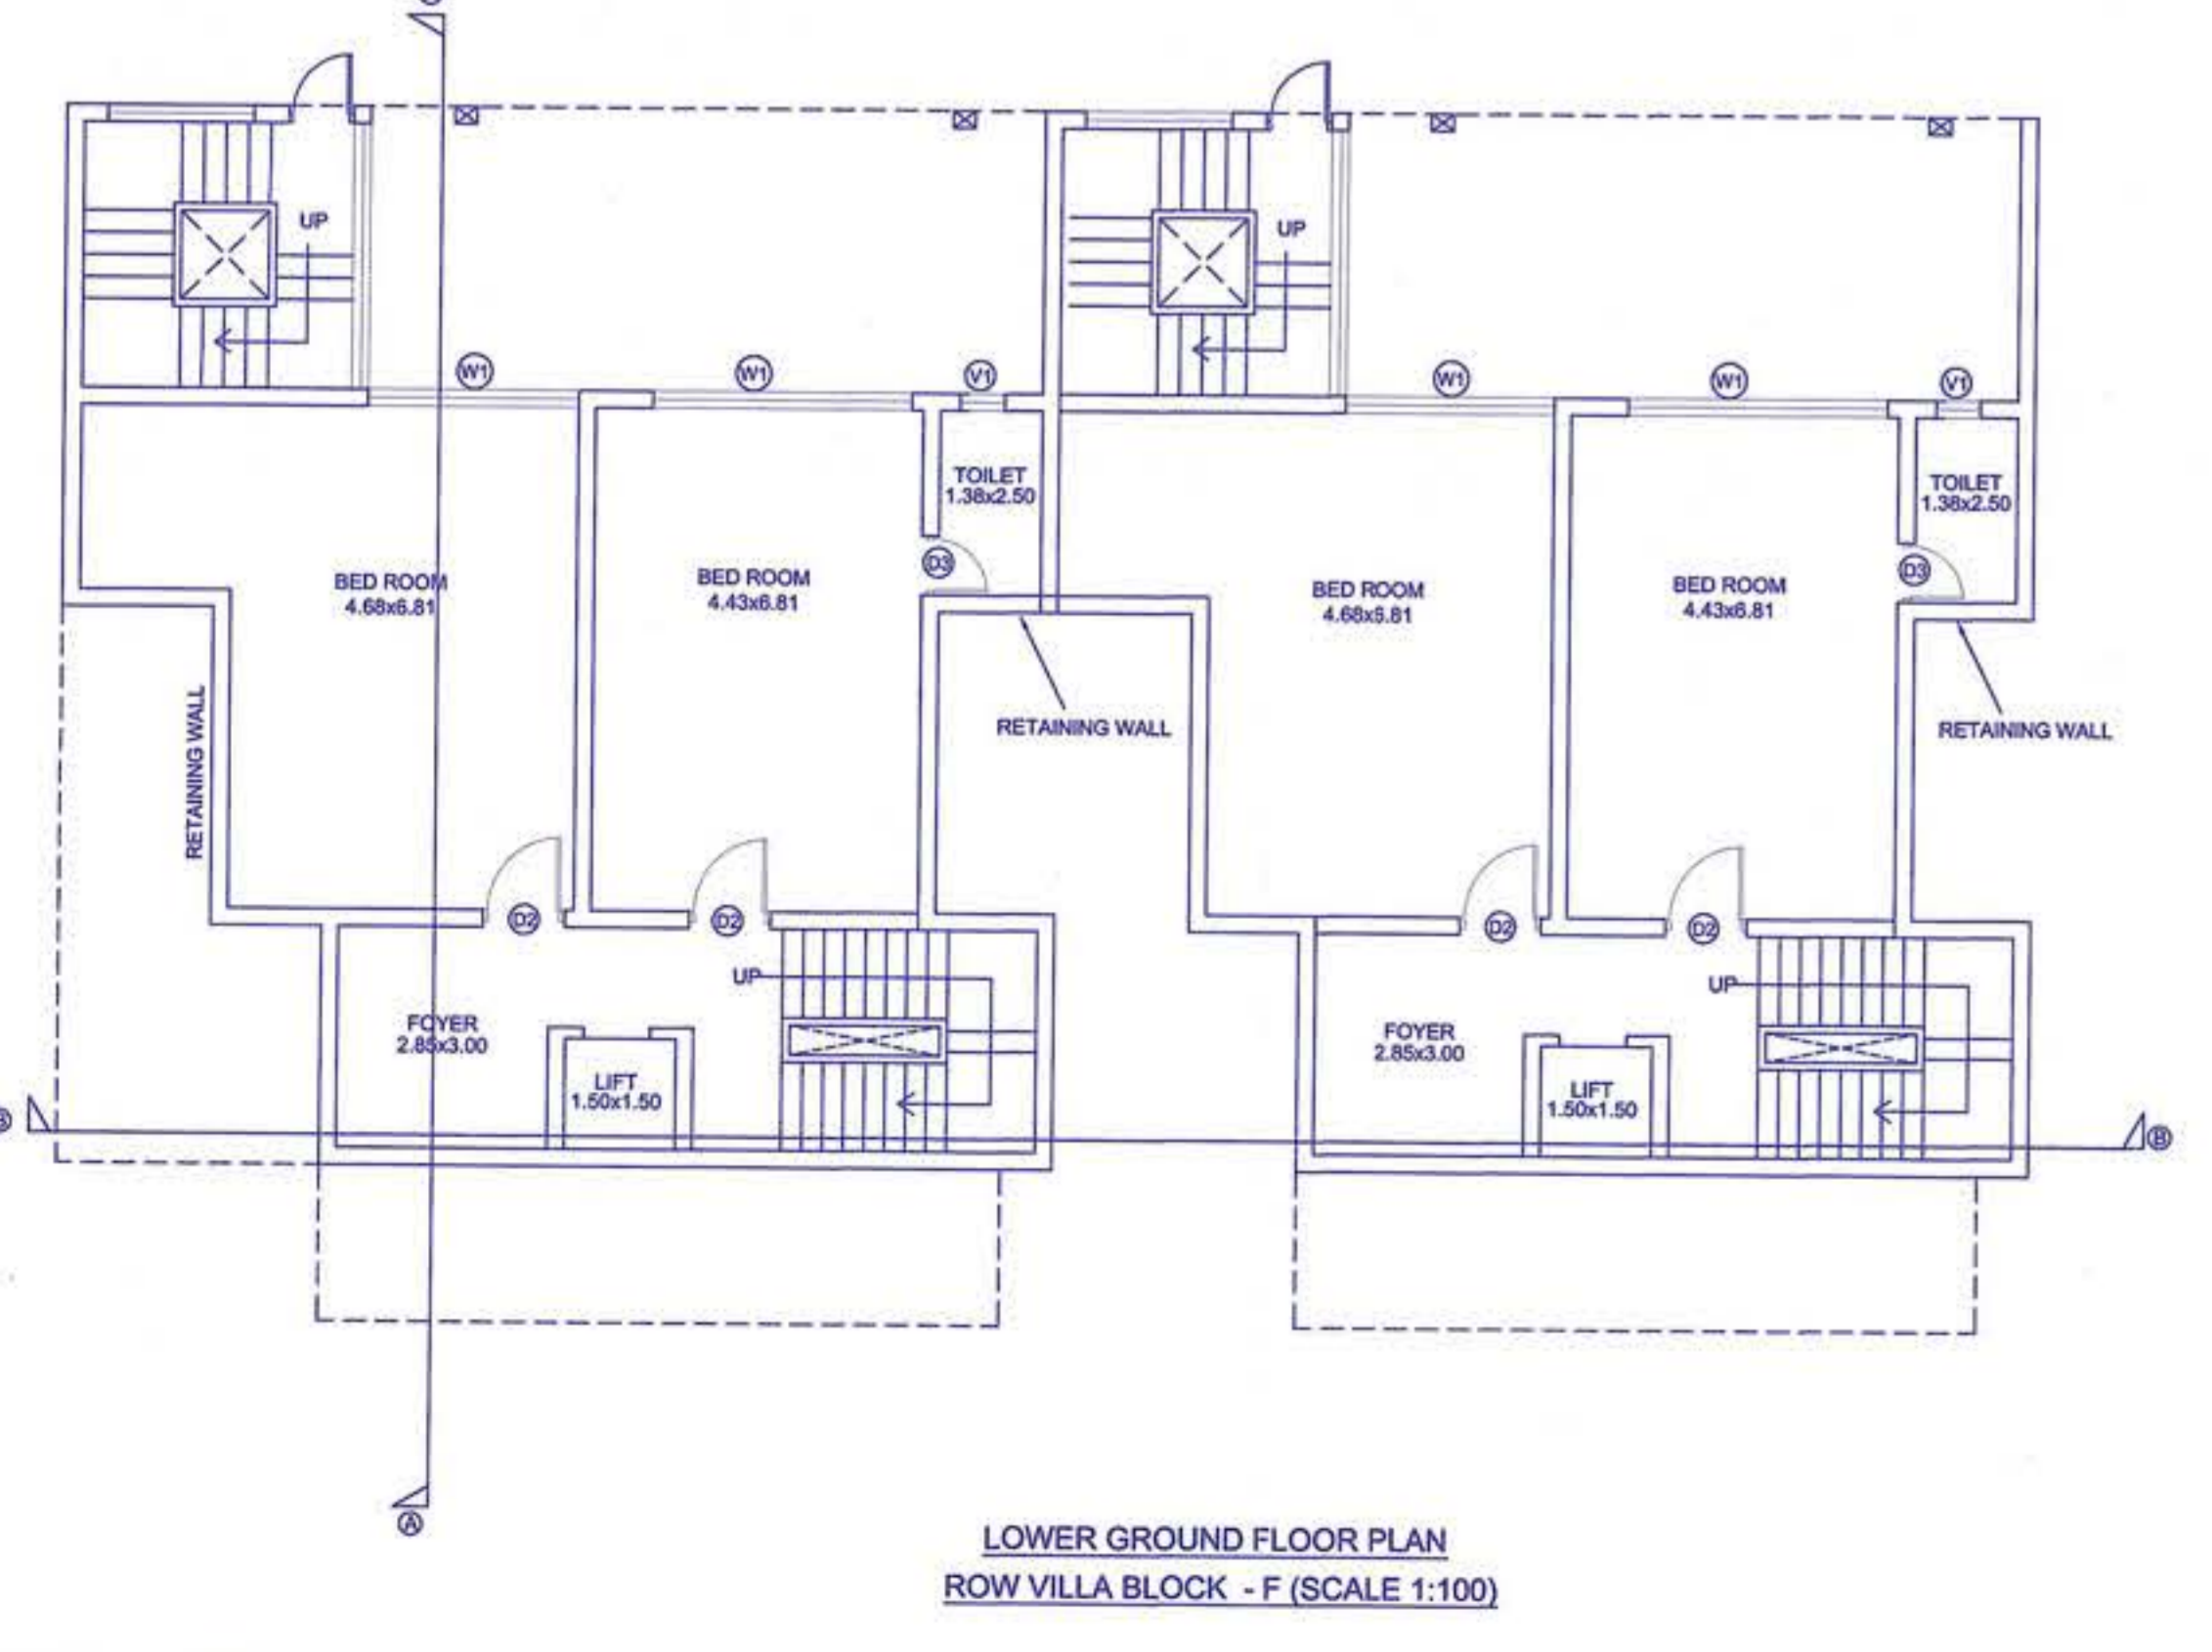 UP
UP
W1
W1
V1
W1
W1
V1
TOILET
1.38x2.50
TOILET
1.38x2.50
D3
D3
BED ROOM
4.68x6.81
BED ROOM
4.43x6.81
BED ROOM
4.68x6.81
BED ROOM
4.43x6.81
RETAINING WALL
RETAINING WALL
RETAINING WALL
D2
D2
D2
D2
UP
UP
FOYER
2.85x3.00
FOYER
2.85x3.00
LIFT
1.50x1.50
LIFT
1.50x1.50
B
B
A
LOWER GROUND FLOOR PLAN
ROW VILLA BLOCK - F (SCALE 1:100)